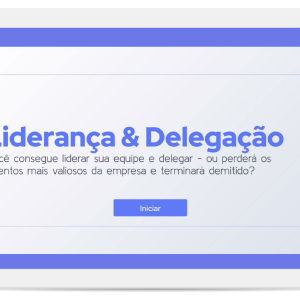 Liderança & Delegação
cê consegue liderar sua equipe e delegar - ou perderá os
entos mais valiosos da empresa e terminará demitido?
Iniciar